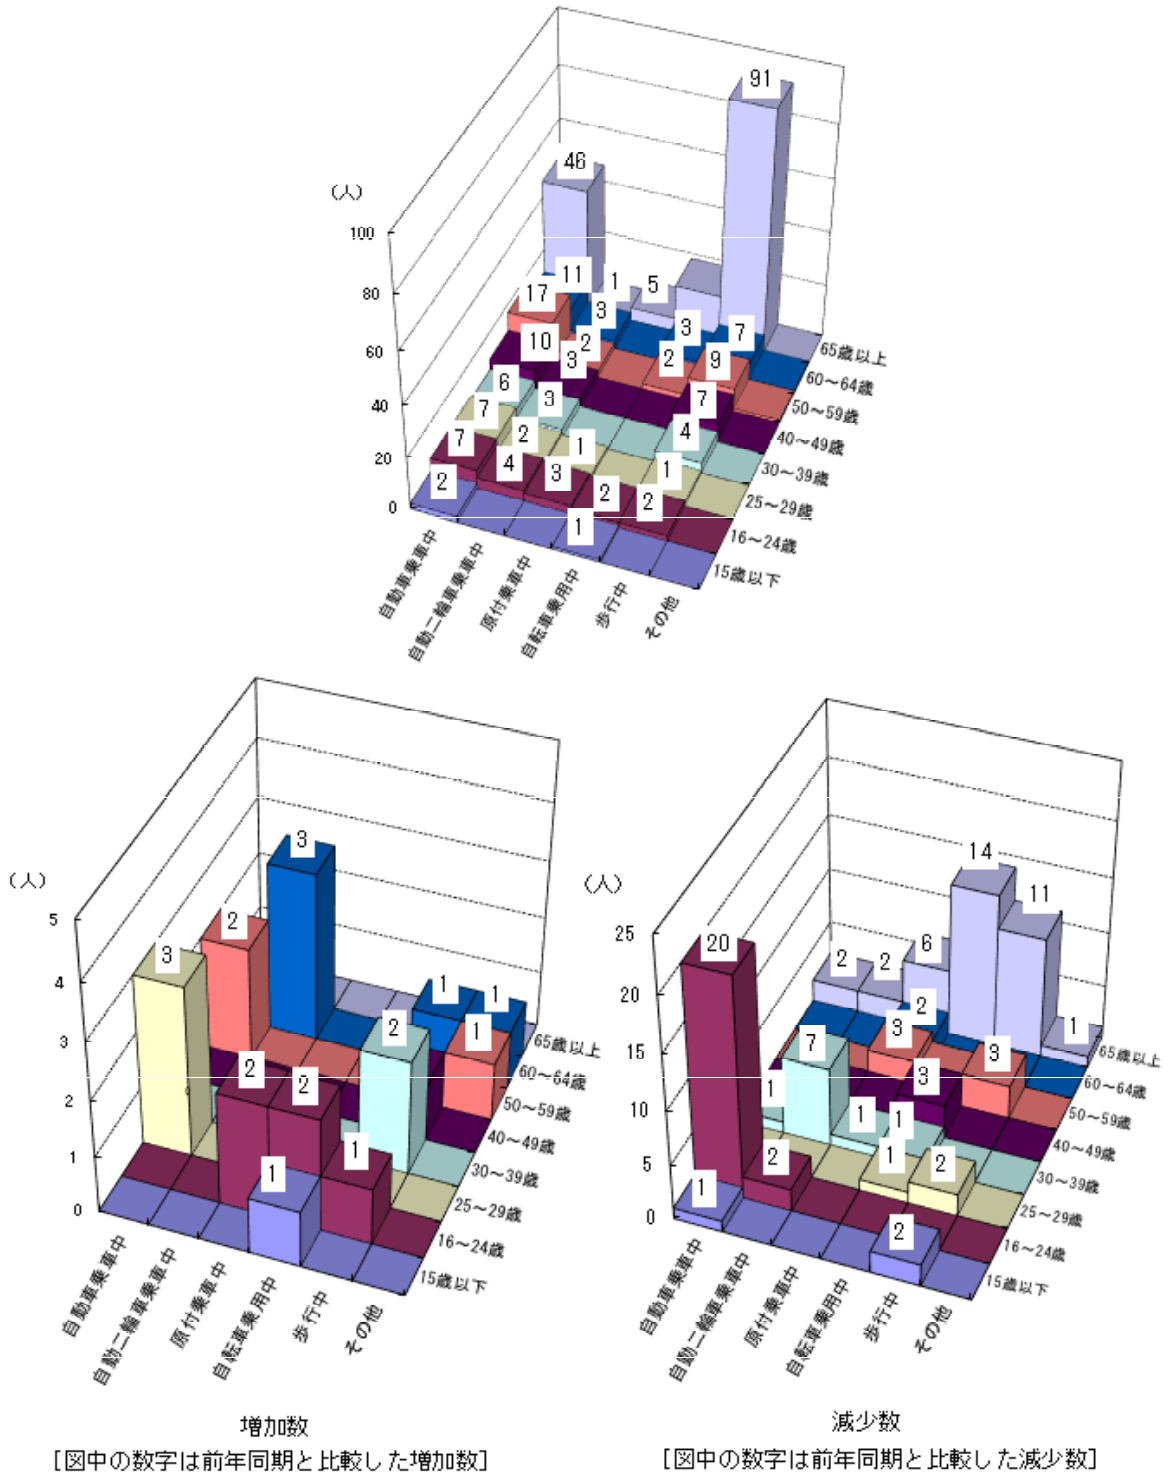 91
46
(人)
100
11
1
5
17
3
80
3
7
65歳以上
10
2
2
9
60～64歳
3
60
50～59歳
6
3
7
40～49歳
40
7
4
30～39歳
7
2
1
1
25～29歳
20
4
3
2
2
16～24歳
2
1
0
15歳以下
自動車乗車中
自動二輪車乗車中
原付乗車中
自転車乗用中
歩行中
その他
3
(人)
5
2
3
4
1
1
2
1
3
65歳以上
60～64歳
2
2
50～59歳
2
40～49歳
1
30～39歳
1
1
25～29歳
0
16～24歳
15歳以下
自動車乗車中
自動二輪車乗車中
原付乗車中
自転車乗用中
歩行中
その他
増加数
[図中の数字は前年同期と比較した増加数]
14
(人)
11
25
20
6
2
2
20
2
3
1
7
3
65歳以上
15
3
60～64歳
1
50～59歳
10
1
1
40～49歳
2
1
2
30～39歳
5
25～29歳
1
2
16～24歳
0
15歳以下
自動車乗車中
自動二輪車乗車中
原付乗車中
自転車乗用中
歩行中
その他
減少数
[図中の数字は前年同期と比較した減少数]